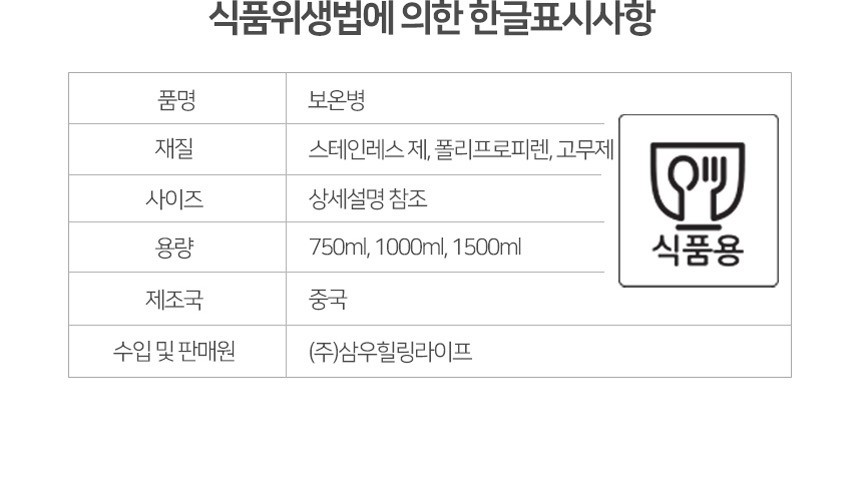 식품위생법에 의한 한글표시사항
품명 보온병
재질 스테인레스 제, 폴리프로피렌, 고무제
사이즈 상세설명 참조
용량 750ml, 1000ml, 1500ml
제조국 중국
수입 및 판매원 (주)삼우힐링라이프
식품용